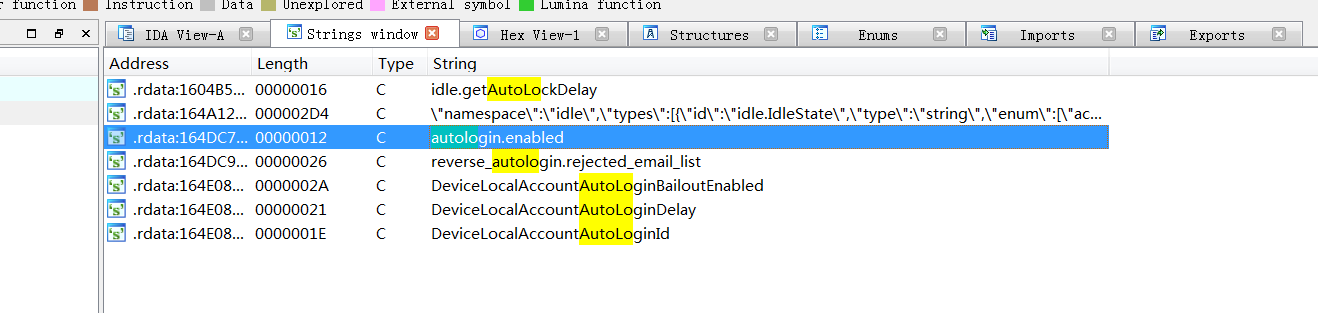 r function Instruction Data Unexplored External symbol Lumina function
IDA View-A Strings window Hex View-1 Structures Enums Imports Exports
Address Length Type String
.rdata:1604B5... 00000016 C idle.getAutoLockDelay
.rdata:164A12... 000002D4 C \"namespace\":\"idle\",\"types\":[{\"id\":\"idle.IdleState\",\"type\":\"string\",\"enum\":[\"ac...
.rdata:164DC7... 00000012 C autologin.enabled
.rdata:164DC9... 00000026 C reverse_autologin.rejected_email_list
.rdata:164E08... 0000002A C DeviceLocalAccountAutoLoginBailoutEnabled
.rdata:164E08... 00000021 C DeviceLocalAccountAutoLoginDelay
.rdata:164E08... 0000001E C DeviceLocalAccountAutoLoginId